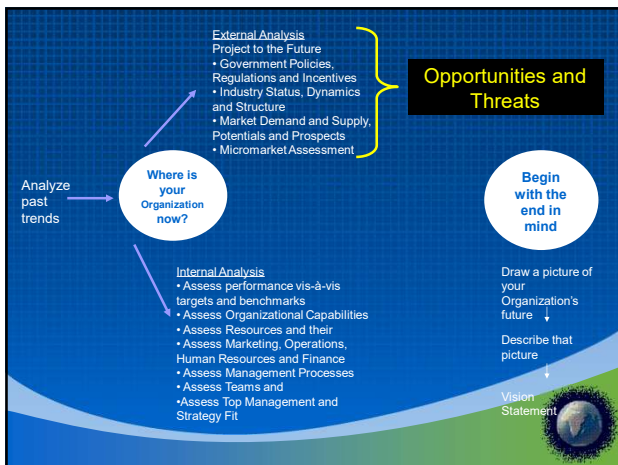 External Analysis
Project to the Future
• Government Policies,
Regulations and Incentives
• Industry Status, Dynamics
and Structure
• Market Demand and Supply,
Potentials and Prospects
• Micromarket Assessment
Opportunities and
Threats
Analyze
past
trends
Where is
your
Organization
now?
Begin
with the
end in
mind
Internal Analysis
• Assess performance vis-à-vis
targets and benchmarks
• Assess Organizational Capabilities
• Assess Resources and their
• Assess Marketing, Operations,
Human Resources and Finance
• Assess Management Processes
• Assess Teams and
•Assess Top Management and
Strategy Fit
Draw a picture of
your
Organization's
future
Describe that
picture
Vision
Statement